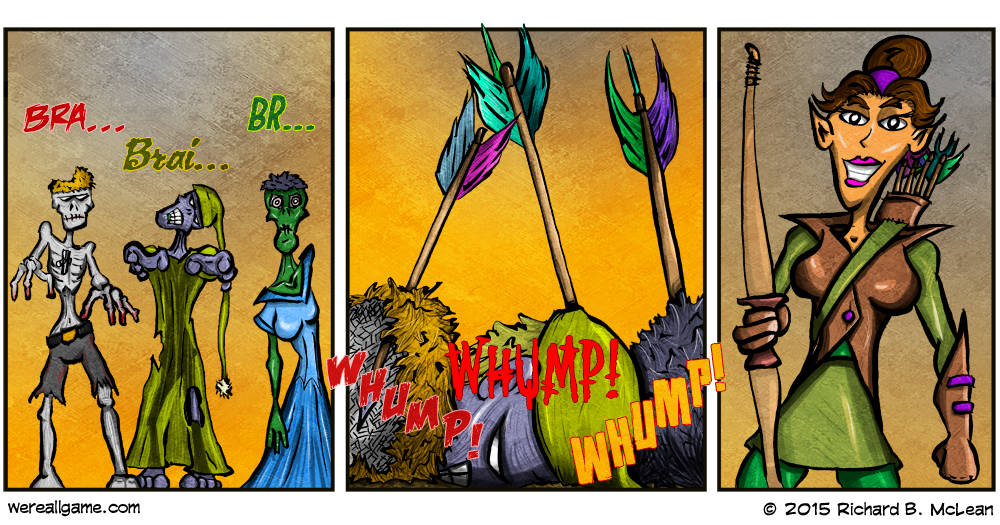 BRA...
Brai...
BR...
WHUMP!
WHUMP!
WHUMP!
wereallgame.com
© 2015 Richard B. McLean